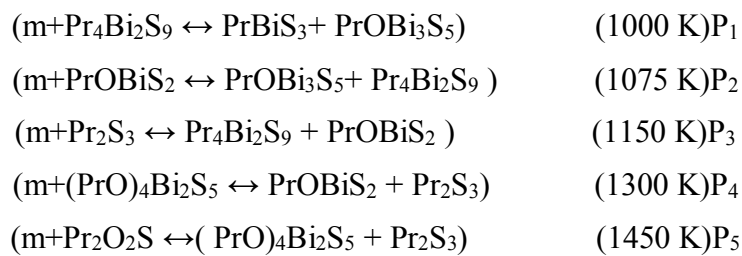 (m+Pr₄Bi₂S₉ ↔ PrBiS₃+ PrOBi₃S₅) (1000 K)P₁
(m+PrOBiS₂ ↔ PrOBi₃S₅+ Pr₄Bi₂S₉ ) (1075 K)P₂
(m+Pr₂S₃ ↔ Pr₄Bi₂S₉ + PrOBiS₂ ) (1150 K)P₃
(m+(PrO)₄Bi₂S₅ ↔ PrOBiS₂ + Pr₂S₃) (1300 K)P₄
(m+Pr₂O₂S ↔( PrO)₄Bi₂S₅ + Pr₂S₃) (1450 K)P₅